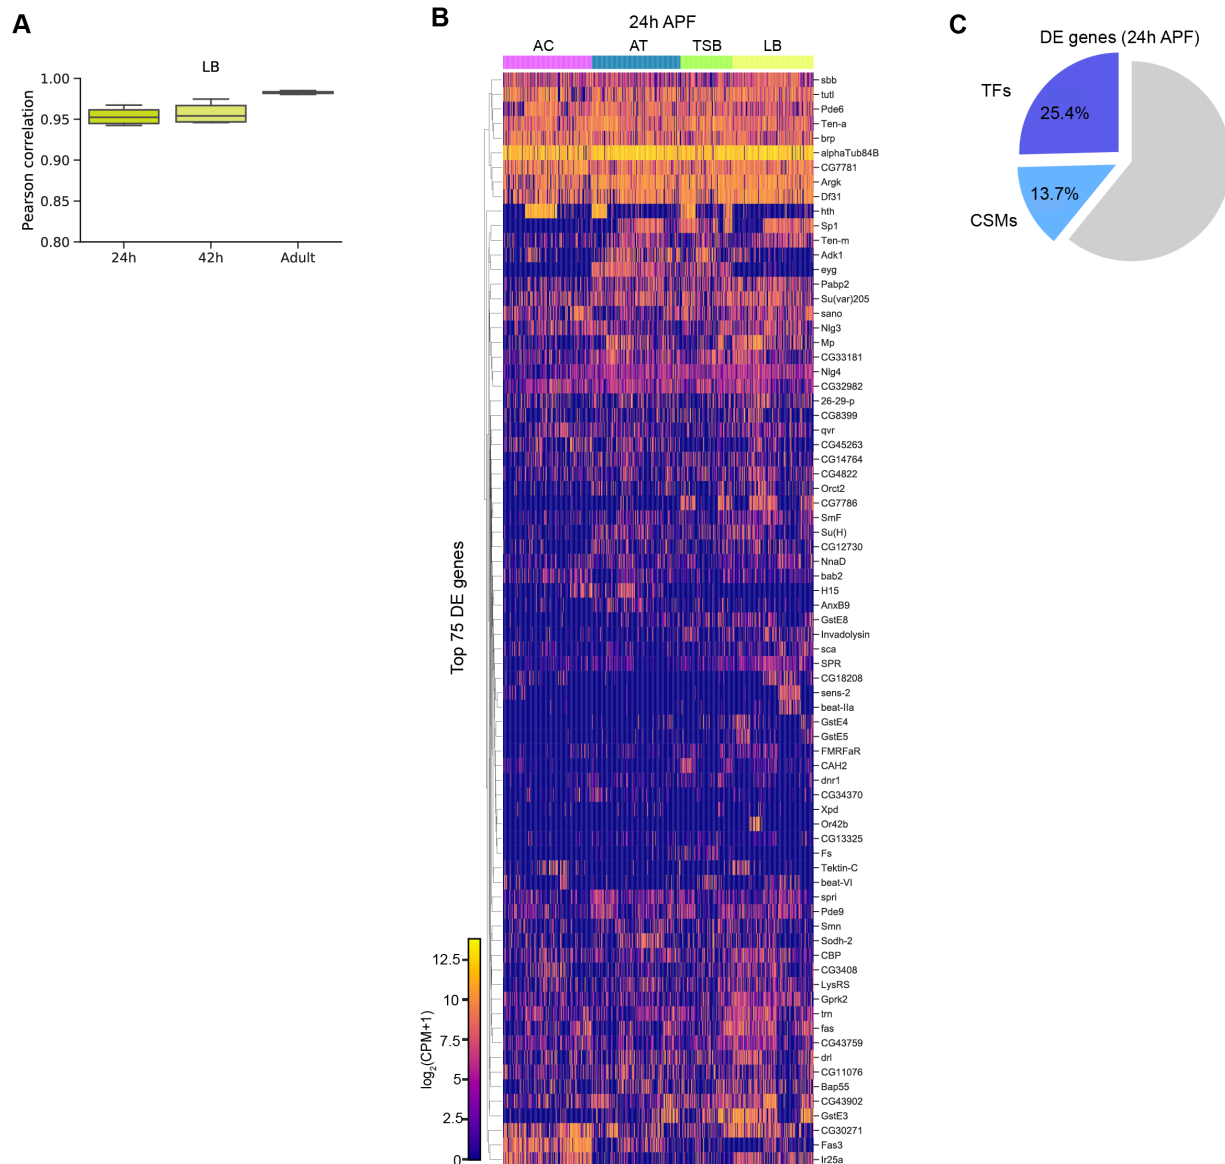 A
LB
Pearson correlation
1.00
0.95
0.90
0.85
0.80
24h
42h
Adult
B
24h APF
AC
AT
TSB
LB
Top 75 DE genes
sbb
tutl
Pde6
Ten-a
brp
alphaTub84B
CG7781
Argk
Df31
hth
Sp1
Ten-m
Adk1
eyg
Pabp2
Su(var)205
sano
Nlg3
Mp
CG33181
Nlg4
CG32982
26-29-p
CG8399
qvr
CG45263
CG14764
CG4822
Orct2
CG7786
SmF
Su(H)
CG12730
NnaD
bab2
H15
AnxB9
GstE8
Invadolysin
sca
SPR
CG18208
sens-2
beat-IIa
GstE4
GstE5
FMRFaR
CAH2
dnr1
CG34370
Xpd
Or42b
CG13325
Fs
Tektin-C
beat-VI
spri
Pde9
Smn
Sodh-2
CBP
CG3408
LysRS
Gprk2
trn
fas
CG43759
drl
CG11076
Bap55
CG43902
GstE3
CG30271
Fas3
Ir25a
log2(CPM+1)
12.5
10
7.5
5
2.5
0
C
DE genes (24h APF)
TFs
25.4%
13.7%
CSMs